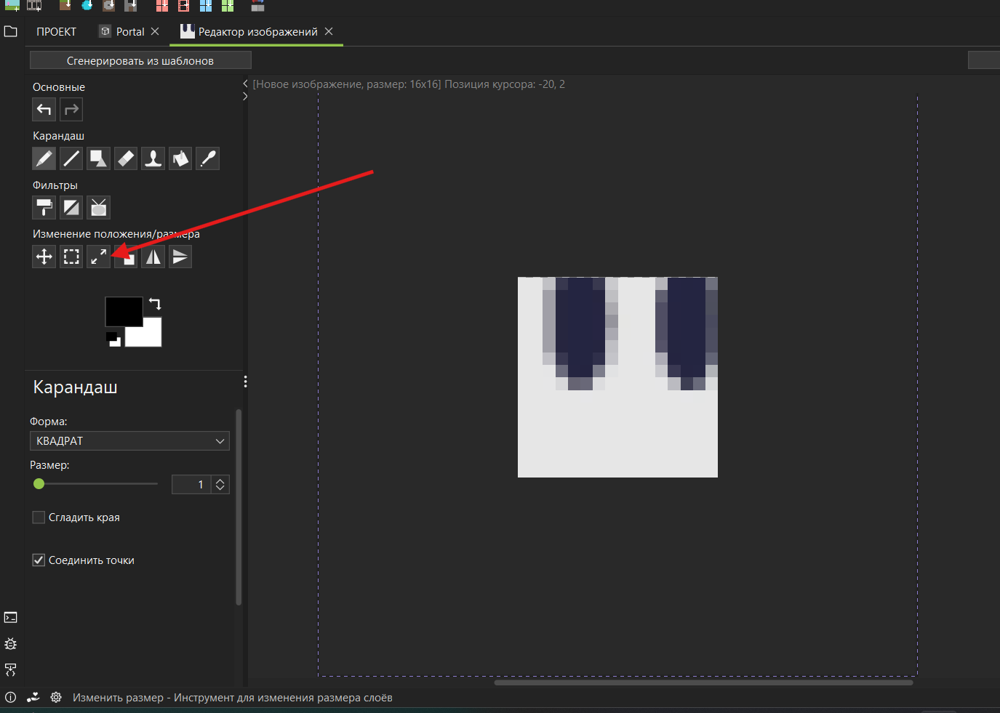 ПРОЕКТ
Portal
Редактор изображений
Сгенерировать из шаблонов
Основные
[Новое изображение, размер: 16x16] Позиция курсора: -20, 2
Карандаш
Фильтры
Изменение положения/размера
Карандаш
Форма:
КВАДРАТ
Размер:
1
Сгладить края
Соединить точки
Изменить размер - Инструмент для изменения размера слоёв